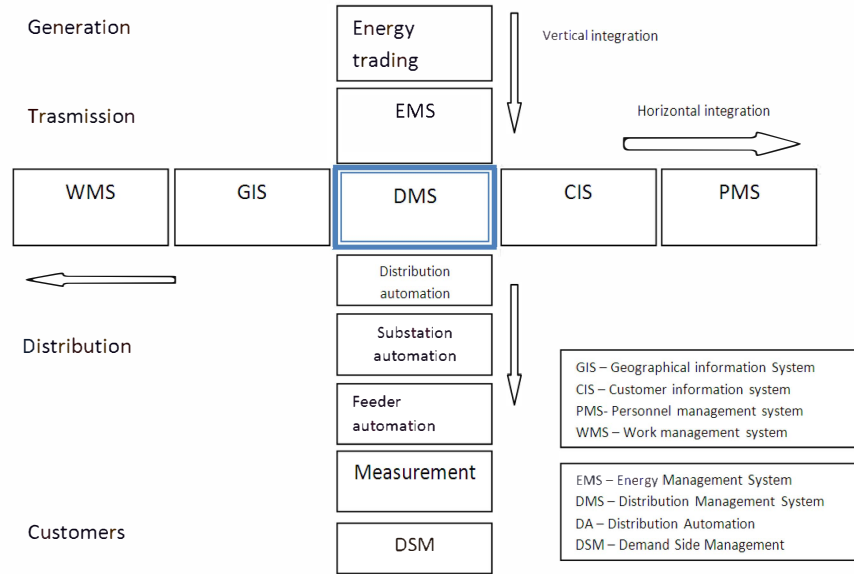 Generation
Energy
trading
Vertical integration
Trasmission
EMS
Horizontal integration
WMS
GIS
DMS
CIS
PMS
Distribution
automation
Distribution
Substation
automation
Feeder
automation
Measurement
Customers
DSM
GIS – Geographical information System
CIS – Customer information system
PMS- Personnel management system
WMS – Work management system
EMS – Energy Management System
DMS – Distribution Management System
DA – Distribution Automation
DSM – Demand Side Management